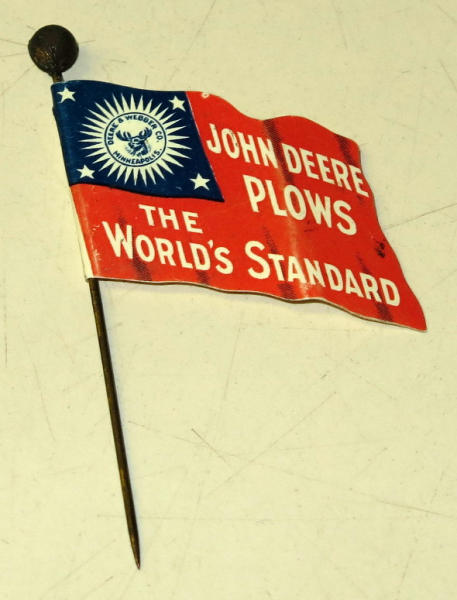 DEERE & WEBBER CO.
MINNEAPOLIS.
JOHN DEERE
PLOWS
THE
WORLD'S STANDARD